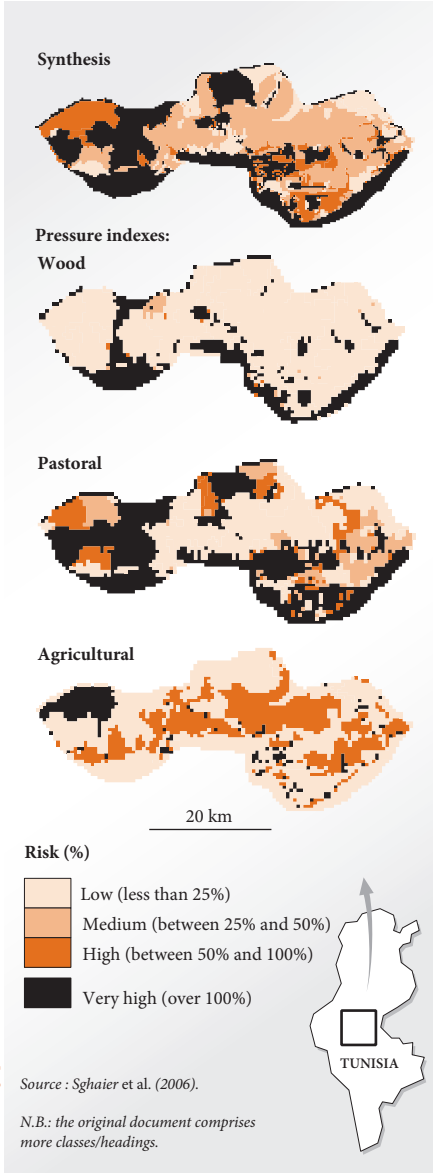 Synthesis
Pressure indexes:
Wood
Pastoral
Agricultural
20 km
Risk (%)
Low (less than 25%)
Medium (between 25% and 50%)
High (between 50% and 100%)
Very high (over 100%)
TUNISIA
Source : Sghaier et al. (2006).
N.B.: the original document comprises
more classes/headings.